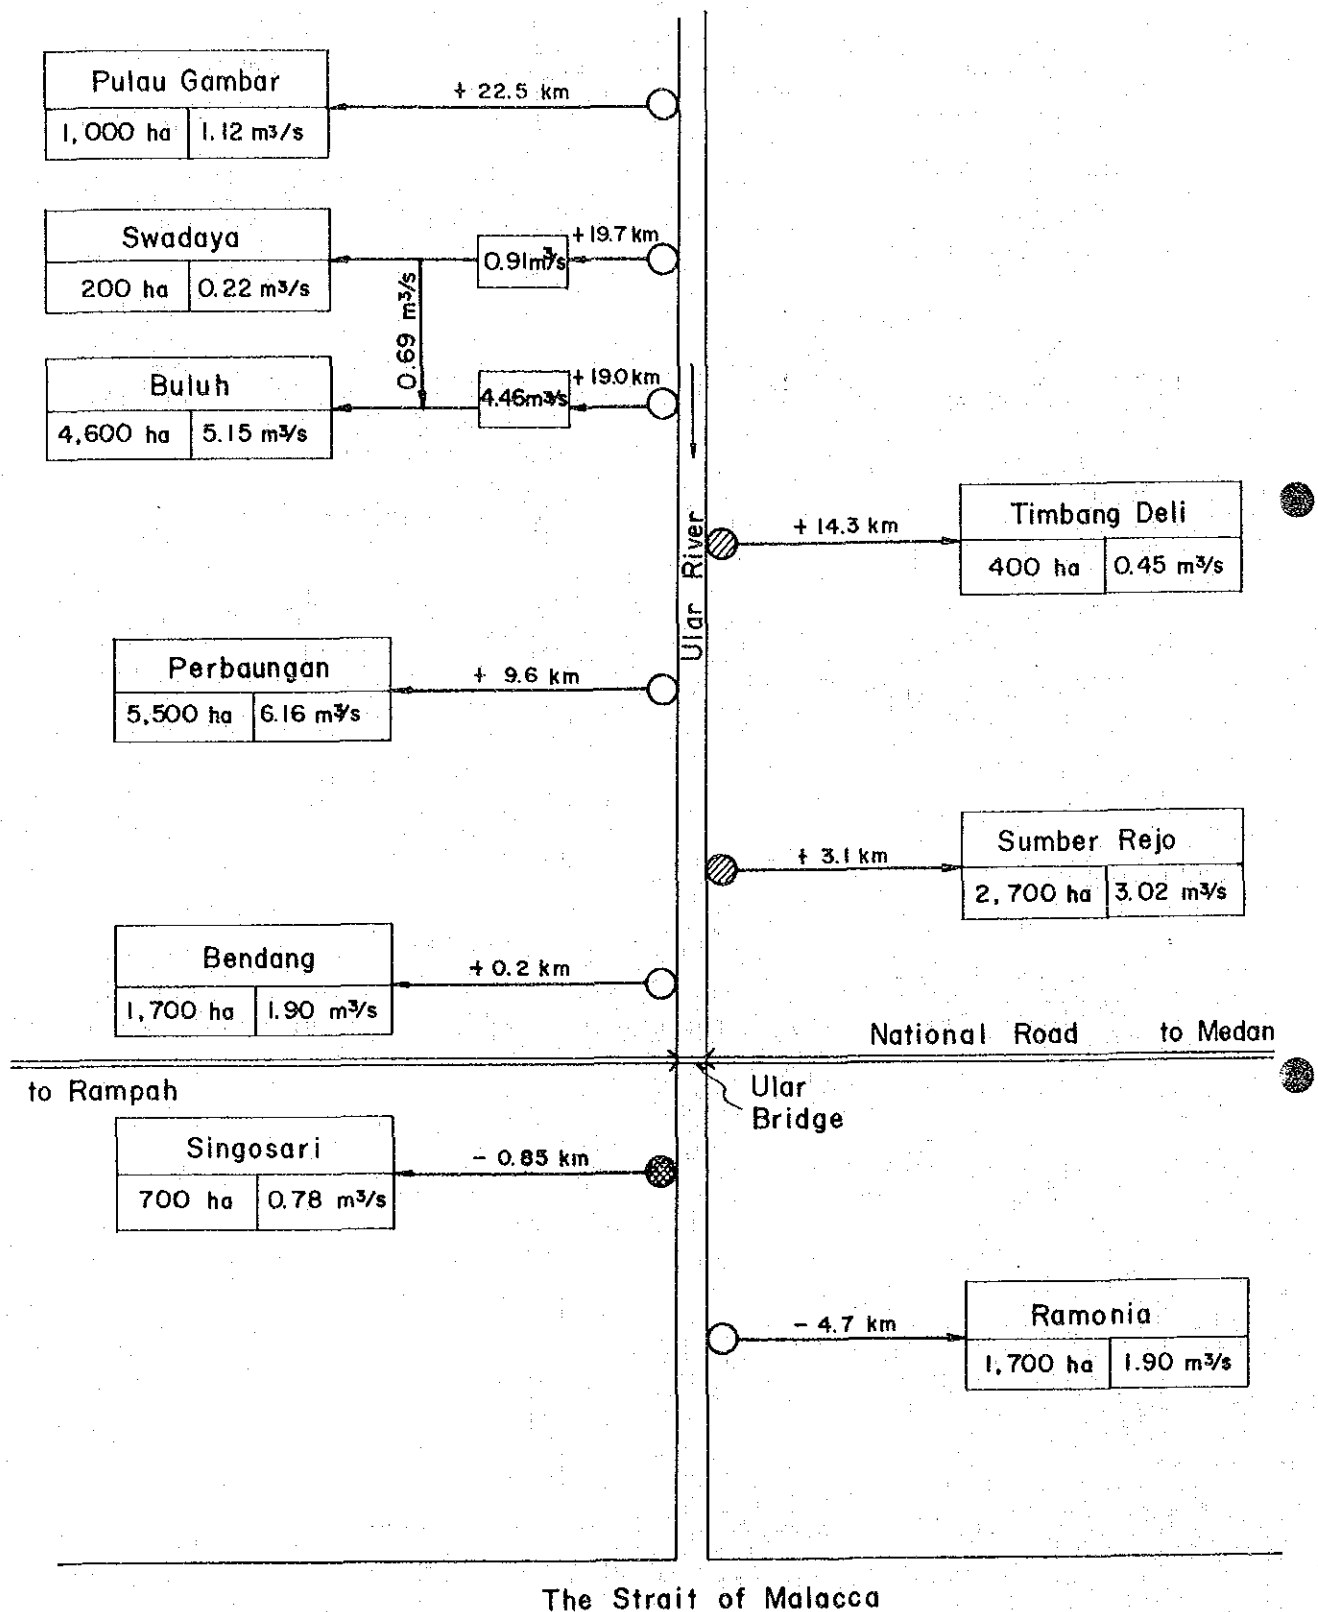 Pulau Gambar
1,000 ha 1.12 m³/s
+ 22.5 km
Swadaya
200 ha 0.22 m³/s
0.91m³/s
+19.7 km
0.69 m³/s
Buluh
4,600 ha 5.15 m³/s
4.46m³/s
+19.0 km
Ular River
Timbang Deli
400 ha 0.45 m³/s
+ 14.3 km
Perbaungan
5,500 ha 6.16 m³/s
+ 9.6 km
Sumber Rejo
2,700 ha 3.02 m³/s
+ 3.1 km
Bendang
1,700 ha 1.90 m³/s
+ 0.2 km
National Road to Medan
to Rampah
Ular
Bridge
Singosari
700 ha 0.78 m³/s
- 0.85 km
Ramonia
1,700 ha 1.90 m³/s
- 4.7 km
The Strait of Malacca